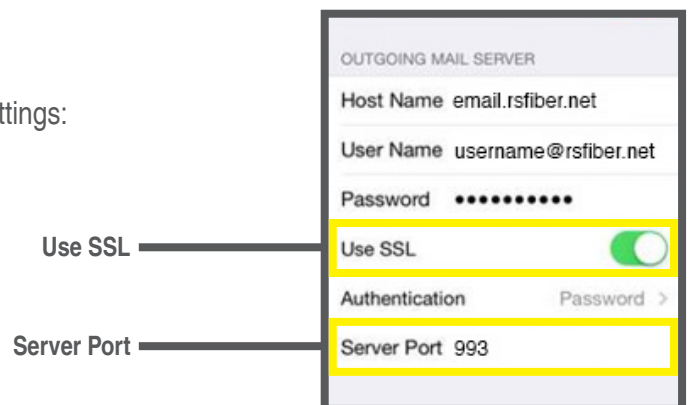 OUTGOING MAIL SERVER
Host Name email.rsfiber.net
ttings:
User Name username@rsfiber.net
Password ••••••••••
Use SSL Use SSL
Authentication Password >
Server Port Server Port 993